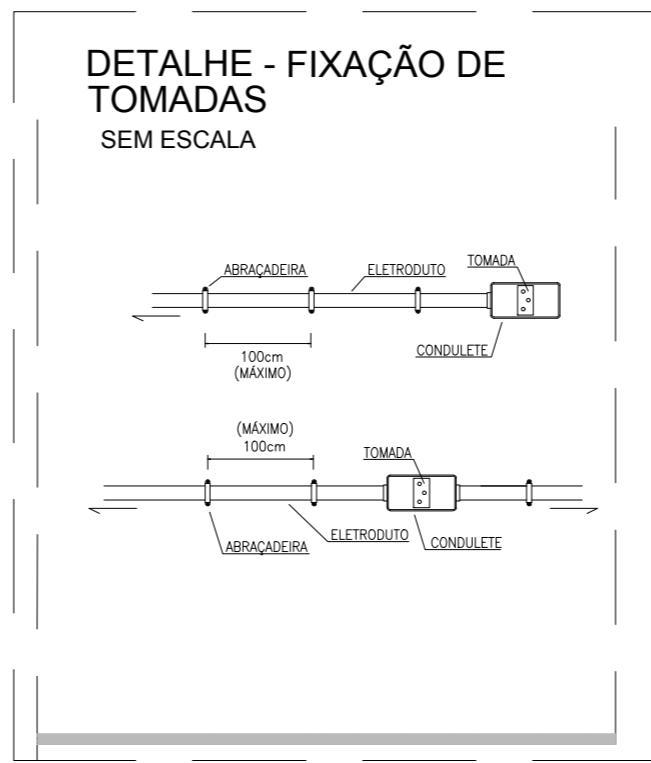 DETALHE - FIXAÇÃO DE
TOMADAS
SEM ESCALA
ABRAÇADEIRA
ELETRODUTO
TOMADA
100cm
(MÁXIMO)
CONDULETE
(MÁXIMO)
100cm
TOMADA
ABRAÇADEIRA
ELETRODUTO
CONDULETE